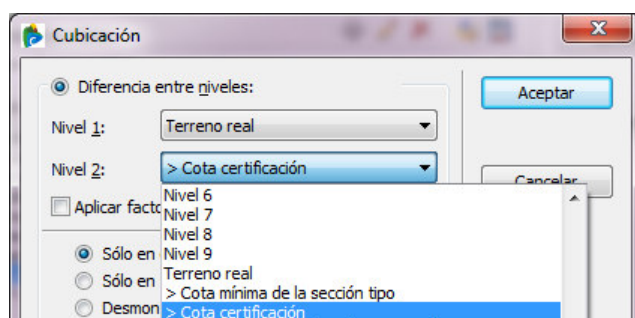 Cubicación
Diferencia entre niveles:
Aceptar
Nivel 1:
Terreno real
Nivel 2:
> Cota certificación
Cancelar
Aplicar facto
Nivel 6
Nivel 7
Nivel 8
Sólo en
Nivel 9
Sólo en
Terreno real
> Cota mínima de la sección tipo
Desmon
> Cota certificación